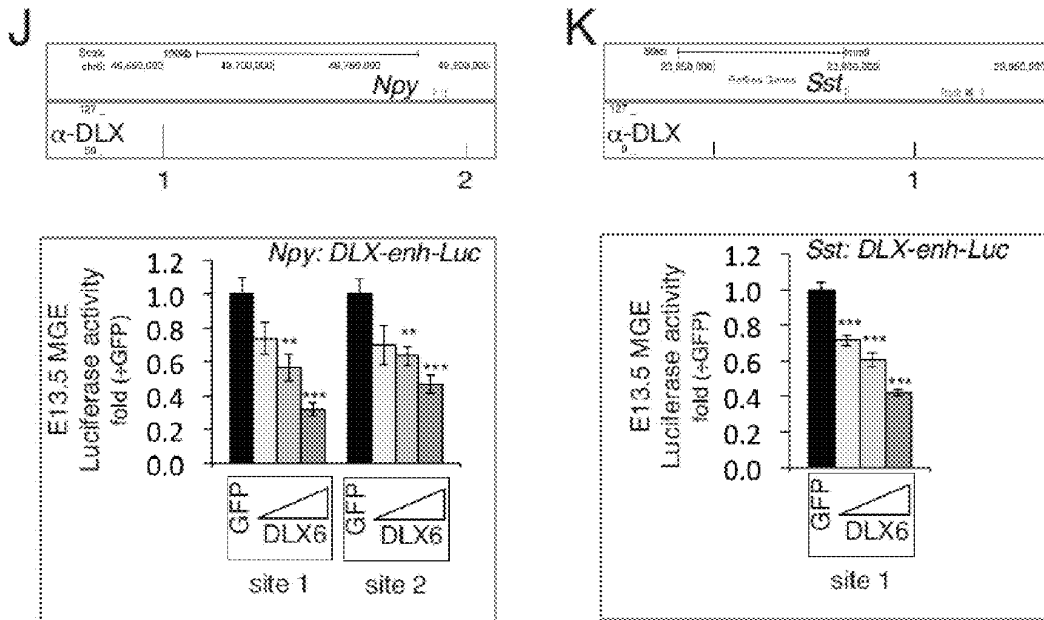 J
Npy
α-DLX
1
2
Npy: DLX-enh-Luc
E13.5 MGE
Luciferase activity
fold (÷GFP)
1.2
1.0
0.8
0.6
0.4
0.2
0.0
**
***
**
***
GFP
DLX6
GFP
DLX6
site 1
site 2
K
Sst
α-DLX
1
Sst: DLX-enh-Luc
E13.5 MGE
Luciferase activity
fold (÷GFP)
1.2
1.0
0.8
0.6
0.4
0.2
0.0
***
***
***
GFP
DLX6
site 1